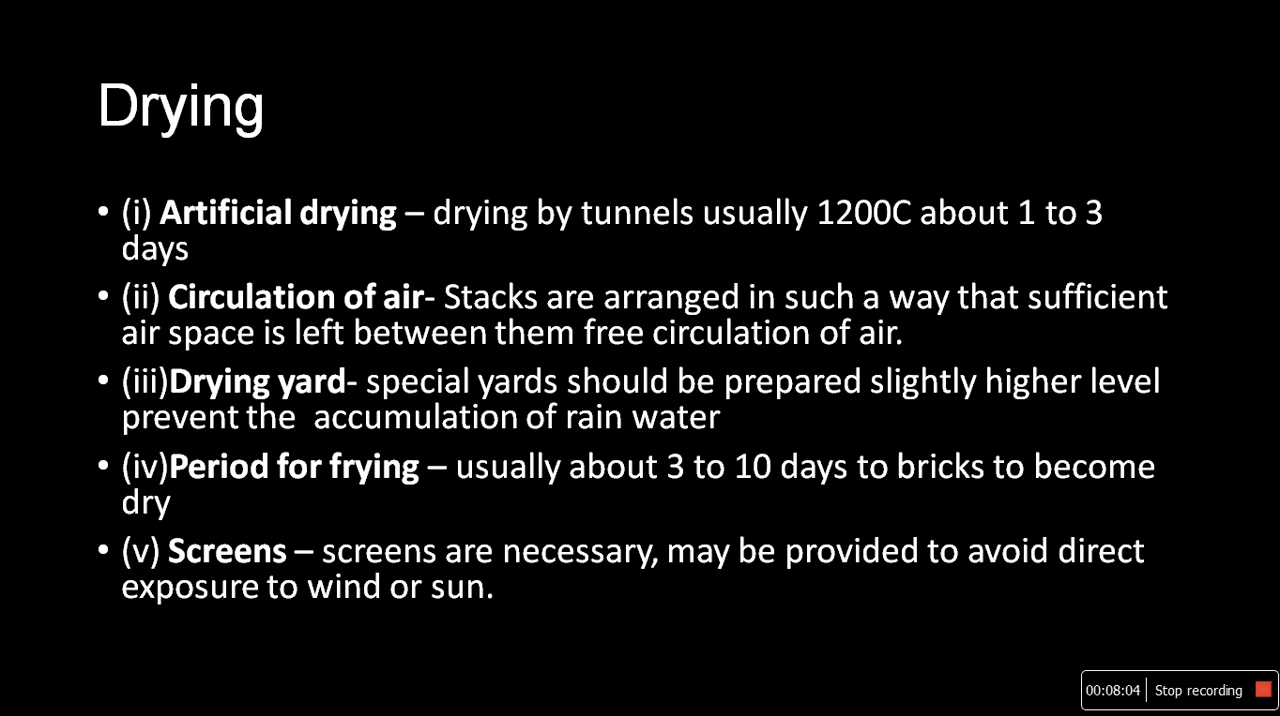 Drying
• (i) Artificial drying – drying by tunnels usually 1200C about 1 to 3
days
• (ii) Circulation of air- Stacks are arranged in such a way that sufficient
air space is left between them free circulation of air.
• (iii)Drying yard- special yards should be prepared slightly higher level
prevent the  accumulation of rain water
• (iv)Period for frying – usually about 3 to 10 days to bricks to become
dry
• (v) Screens – screens are necessary, may be provided to avoid direct
exposure to wind or sun.
00:08:04 Stop recording